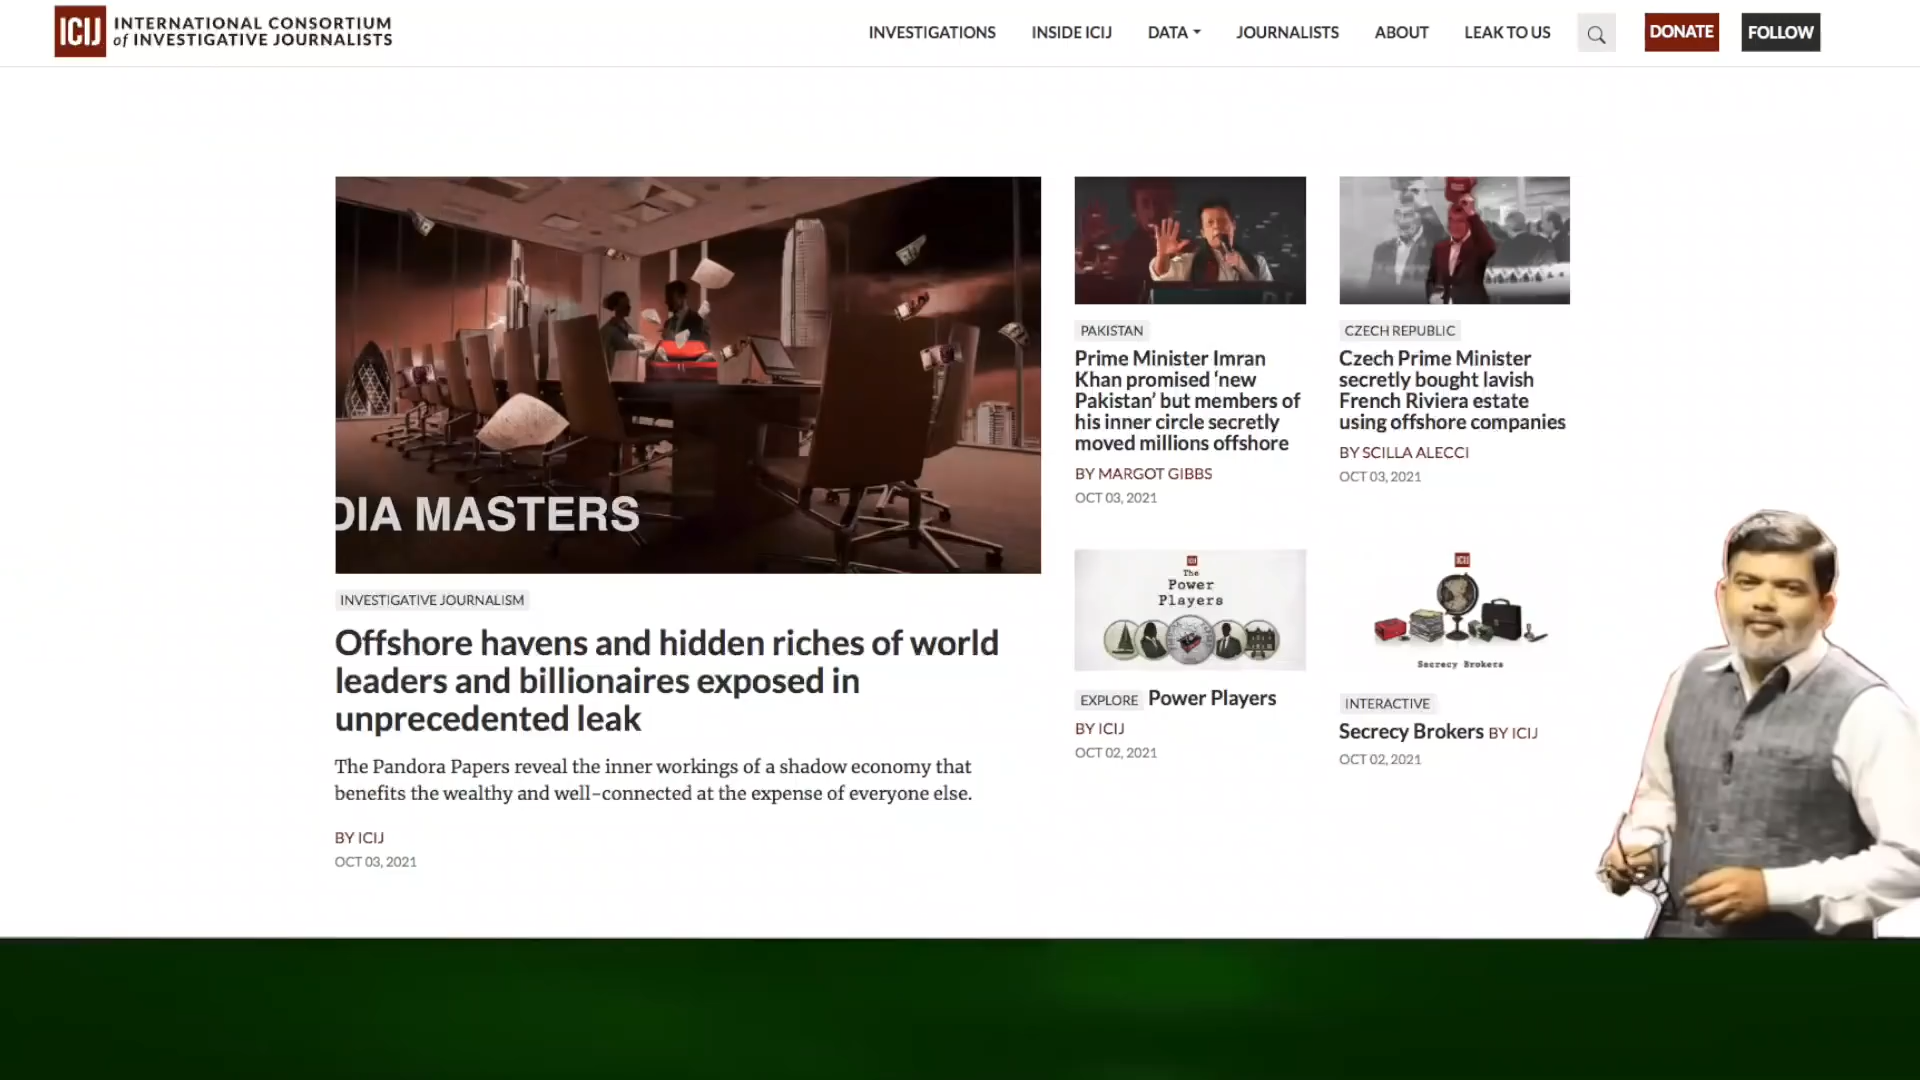 ICIJ
INTERNATIONAL CONSORTIUM
of INVESTIGATIVE JOURNALISTS
INVESTIGATIONS
INSIDE ICIJ
DATA
JOURNALISTS
ABOUT
LEAK TO US
DONATE
FOLLOW
DIA MASTERS
INVESTIGATIVE JOURNALISM
Offshore havens and hidden riches of world
leaders and billionaires exposed in
unprecedented leak
The Pandora Papers reveal the inner workings of a shadow economy that
benefits the wealthy and well-connected at the expense of everyone else.
BY ICIJ
OCT 03, 2021
PAKISTAN
Prime Minister Imran
Khan promised ‘new
Pakistan’ but members of
his inner circle secretly
moved millions offshore
BY MARGOT GIBBS
OCT 03, 2021
CZECH REPUBLIC
Czech Prime Minister
secretly bought lavish
French Riviera estate
using offshore companies
BY SCILLA ALECCI
OCT 03, 2021
ICIJ
The
Power
Players
EXPLORE Power Players
BY ICIJ
OCT 02, 2021
ICIJ
Secrecy Brokers
INTERACTIVE
Secrecy Brokers BY ICIJ
OCT 02, 2021